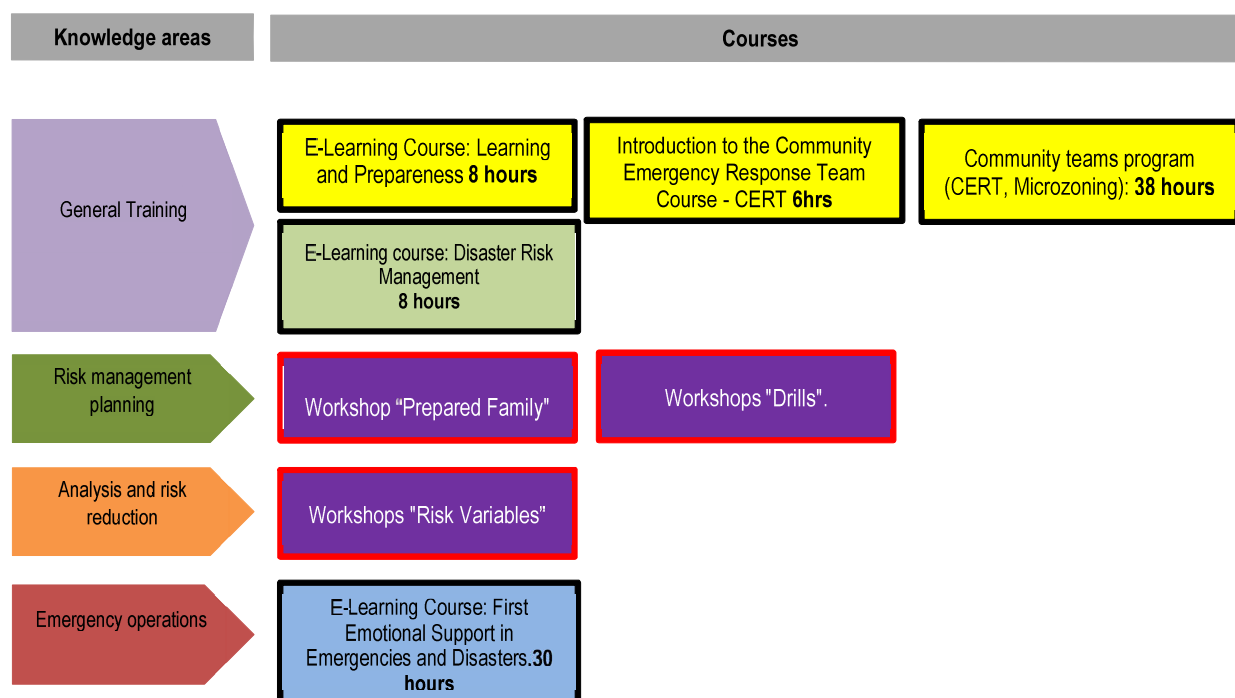 Knowledge areas
Courses
General Training
E-Learning Course: Learning
and Prepareness 8 hours
Introduction to the Community
Emergency Response Team
Course - CERT 6hrs
Community teams program
(CERT, Microzoning): 38 hours
E-Learning course: Disaster Risk
Management
8 hours
Risk management
planning
Workshop “Prepared Family"
Workshops "Drills".
Analysis and risk
reduction
Workshops "Risk Variables"
Emergency operations
E-Learning Course: First
Emotional Support in
Emergencies and Disasters.30
hours